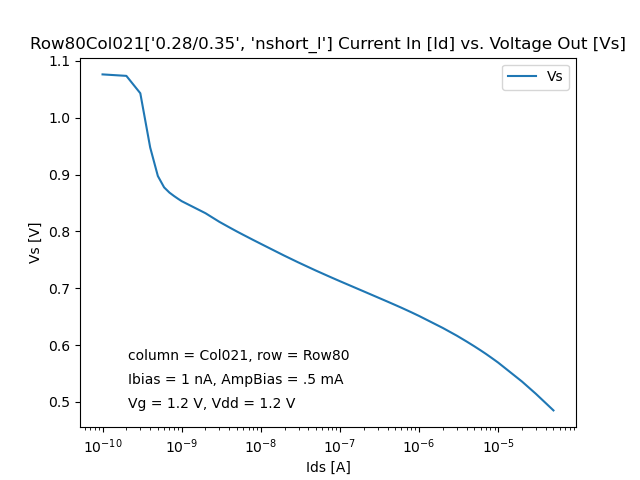 Row80Col021['0.28/0.35', 'nshort_l'] Current In [Id] vs. Voltage Out [Vs]
Vs
1.1
1.0
0.9
0.8
0.7
0.6
0.5
Vs [V]
column = Col021, row = Row80
Ibias = 1 nA, AmpBias = .5 mA
Vg = 1.2 V, Vdd = 1.2 V
10⁻¹⁰ 10⁻⁹ 10⁻⁸ 10⁻⁷ 10⁻⁶ 10⁻⁵
Ids [A]